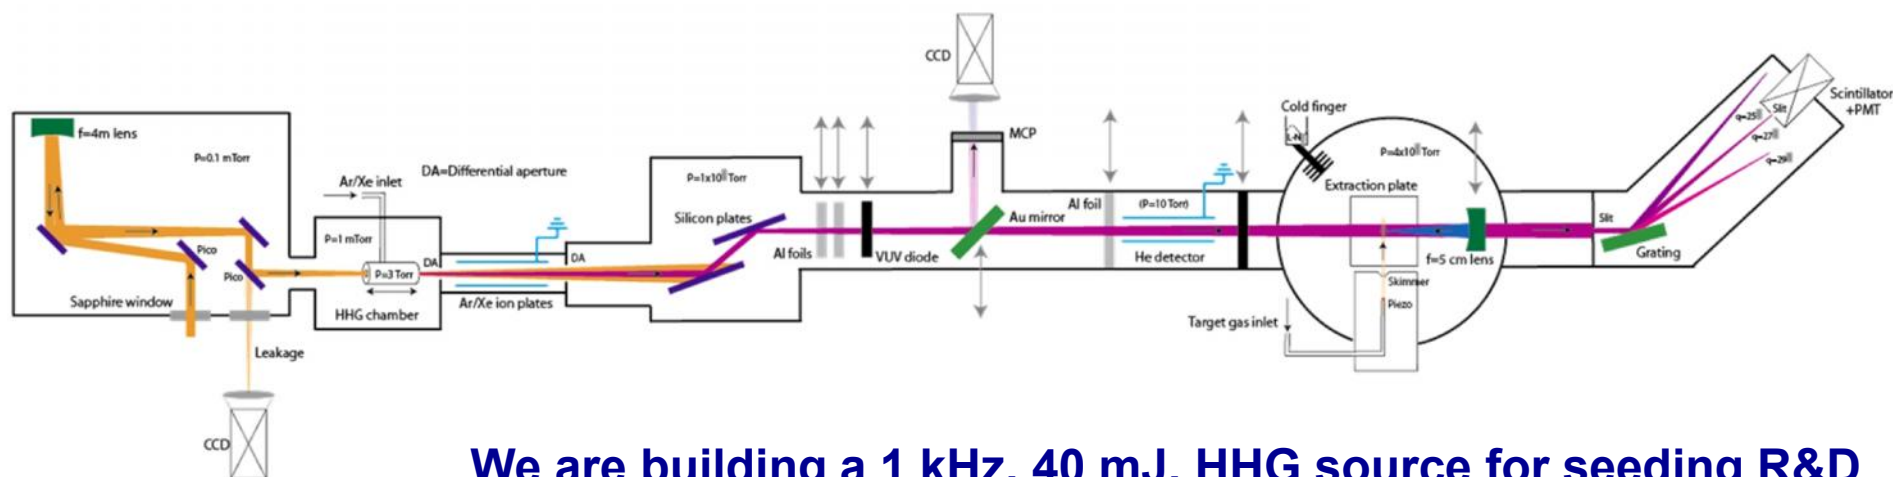 CCD
f=4m lens
P=0.1 mTorr
Pico
Pico
Sapphire window
Leakage
CCD
Ar/Xe inlet
P=1 mTorr
P=3 Torr
HHG chamber
DA=Differential aperture
DA
DA
Ar/Xe ion plates
Silicon plates
Al foils
VUV diode
MCP
Au mirror
Al foil
(P=10 Torr)
He detector
Cold finger
Extraction plate
f=5 cm lens
Skimmer
Piezo
Target gas inlet
Slit
Grating
Slit
Scintillator
+PMT
We are building a 1 kHz, 40 mJ, HHG source for seeding R&D